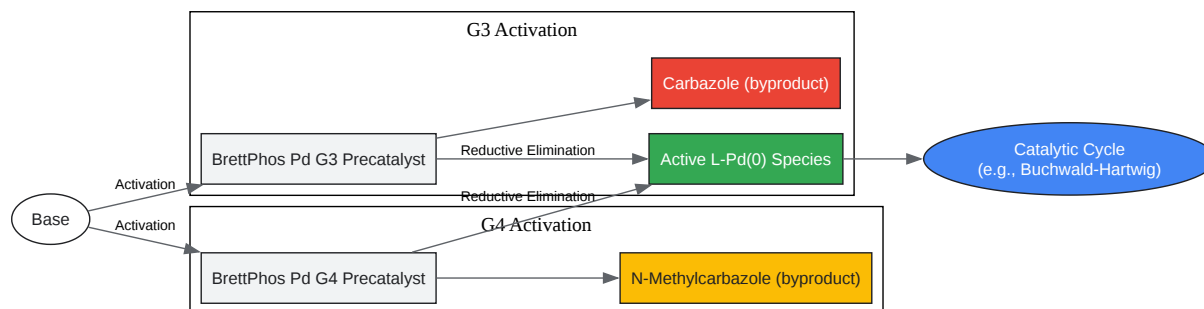 G3 Activation
Carbazole (byproduct)
BrettPhos Pd G3 Precatalyst
Reductive Elimination
Active L-Pd(0) Species
Catalytic Cycle
(e.g., Buchwald-Hartwig)
Activation
Base
Activation
Reductive Elimination
G4 Activation
BrettPhos Pd G4 Precatalyst
N-Methylcarbazole (byproduct)